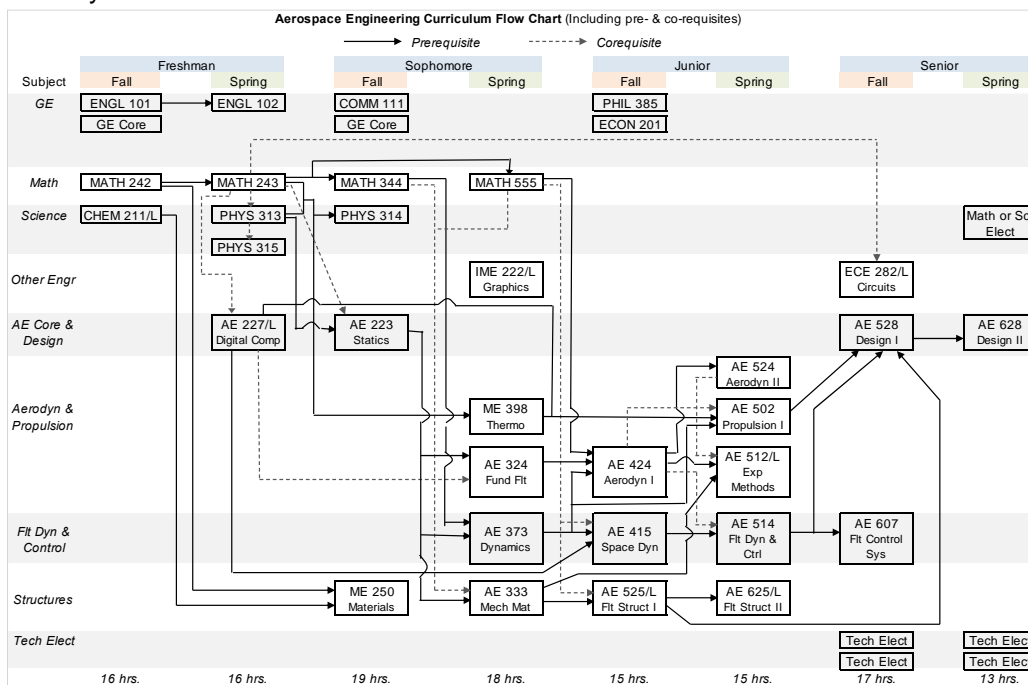 Aerospace Engineering Curriculum Flow Chart (Including pre- & co-requisites)
Prerequisite Corequisite
Freshman Sophomore Junior Senior
Subject Fall Spring Fall Spring Fall Spring Fall Spring
GE ENGL 101 ENGL 102 COMM 111 PHIL 385
GE Core GE Core ECON 201
Math MATH 242 MATH 243 MATH 344 MATH 555
Science CHEM 211/L PHYS 313 PHYS 314 Math or Sc
Elect
PHYS 315
Other Engr IME 222/L ECE 282/L
Graphics Circuits
AE Core & AE 227/L AE 223 AE 528 AE 628
Design Digital Comp Statics Design I Design II
AE 524
Aerodyn II
Aerodyn & ME 398 AE 502
Propulsion Thermo Propulsion I
AE 324 AE 424 AE 512/L
Fund Flt Aerodyn I Exp
Methods
Flt Dyn & AE 373 AE 415 AE 514 AE 607
Control Dynamics Space Dyn Flt Dyn & Flt Control
Ctrl Sys
Structures ME 250 AE 333 AE 525/L AE 625/L
Materials Mech Mat Flt Struct I Flt Struct II
Tech Elect Tech Elect Tech Elect
Tech Elect Tech Elect
16 hrs. 16 hrs. 19 hrs. 18 hrs. 15 hrs. 15 hrs. 17 hrs. 13 hrs.